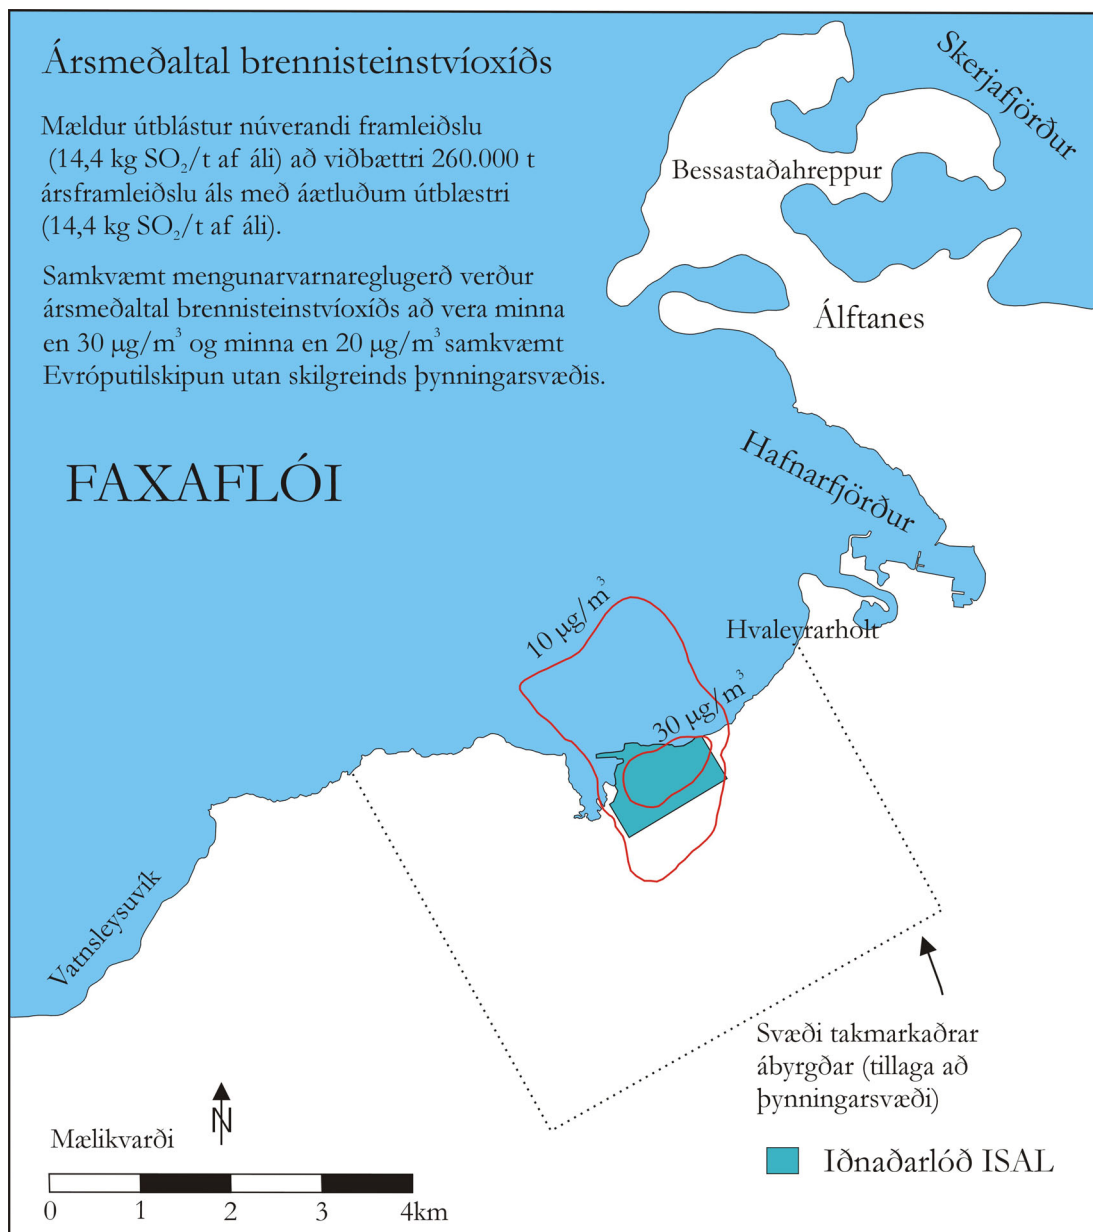 Ársmeðaltal brennisteinstvíoxíðs
Mældur útblástur núverandi framleiðslu
(14,4 kg SO₂/t af áli) að viðbættri 260.000 t
ársframleiðslu áls með áætluðum útblæstri
(14,4 kg SO₂/t af áli).
Samkvæmt mengunarvarnareglugerð verður
ársmeðaltal brennisteinstvíoxíðs að vera minna
en 30 µg/m³ og minna en 20 µg/m³ samkvæmt
Evróputilskipun utan skilgreinds þynningarsvæðis.
Skerjafjörður
Bessastaðahreppur
Álftanes
FAXAFLÓI
Hafnarfjörður
10 µg/m³
Hvaleyrarholt
30 µg/m³
Vatnsleysuvík
Svæði takmarkaðrar
ábyrgðar (tillaga að
þynningarsvæði)
N
Mælikvarði
0 1 2 3 4km
Iðnaðarlóð ISAL